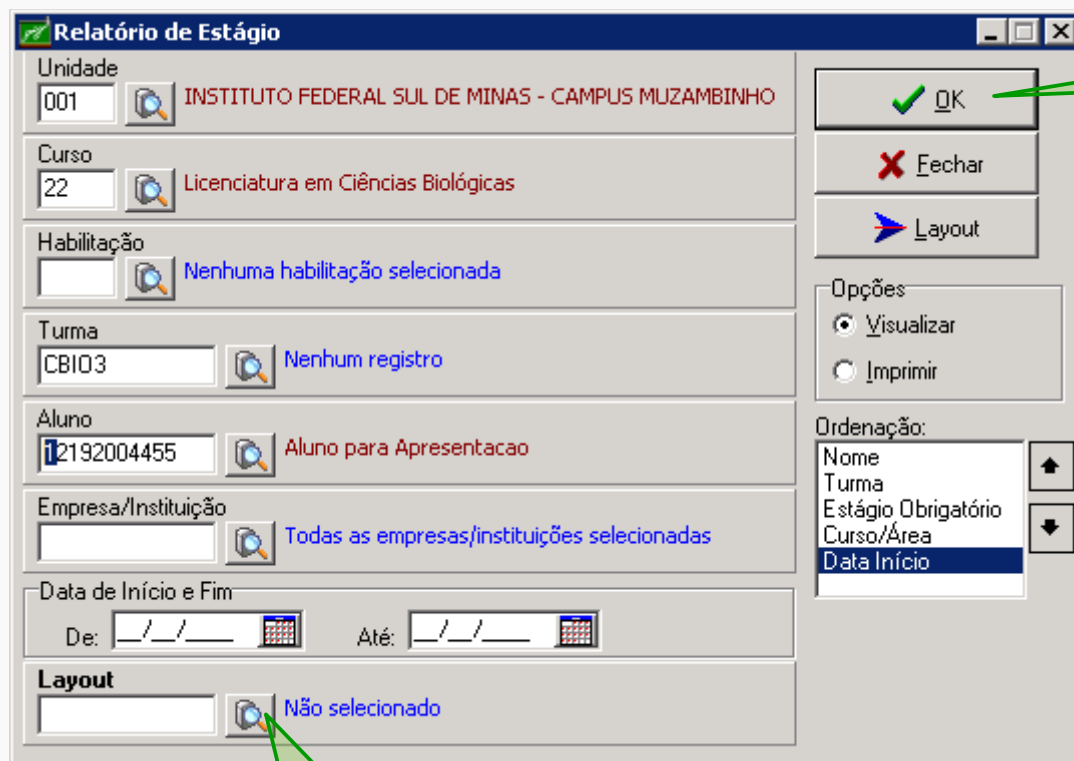 Relatório de Estágio
Unidade
001 INSTITUTO FEDERAL SUL DE MINAS - CAMPUS MUZAMBINHO
Curso
22 Licenciatura em Ciências Biológicas
Habilitação
Nenhuma habilitação selecionada
Turma
CBIO3 Nenhum registro
Aluno
12192004455 Aluno para Apresentacao
Empresa/Instituição
Todas as empresas/instituições selecionadas
Data de Início e Fim
De: __/__/____ Até: __/__/____
Layout
Não selecionado
OK
Fechar
Layout
Opções
Visualizar
Imprimir
Ordenação:
Nome
Turma
Estágio Obrigatório
Curso/Área
Data Início